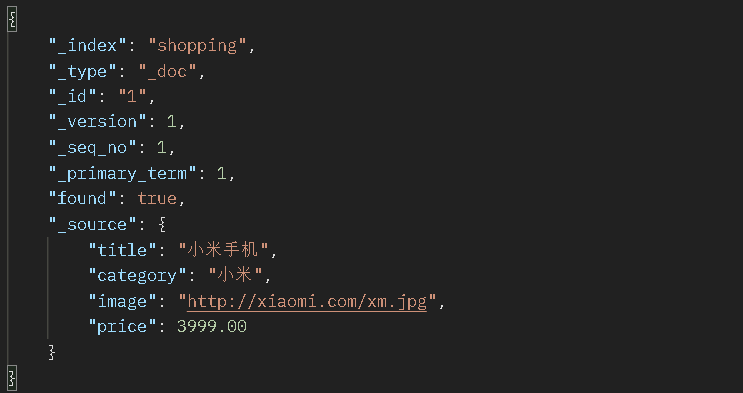 {
"_index": "shopping",
"_type": "_doc",
"_id": "1",
"_version": 1,
"_seq_no": 1,
"_primary_term": 1,
"found": true,
"_source": {
"title": "小米手机",
"category": "小米",
"image": "http://xiaomi.com/xm.jpg",
"price": 3999.00
}
}